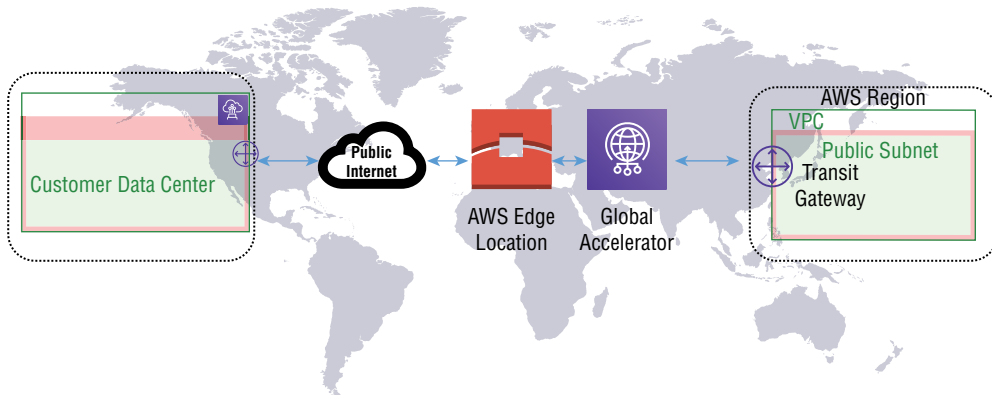 Customer Data Center
Public
Internet
AWS Edge
Location
Global
Accelerator
AWS Region
VPC
Public Subnet
Transit
Gateway